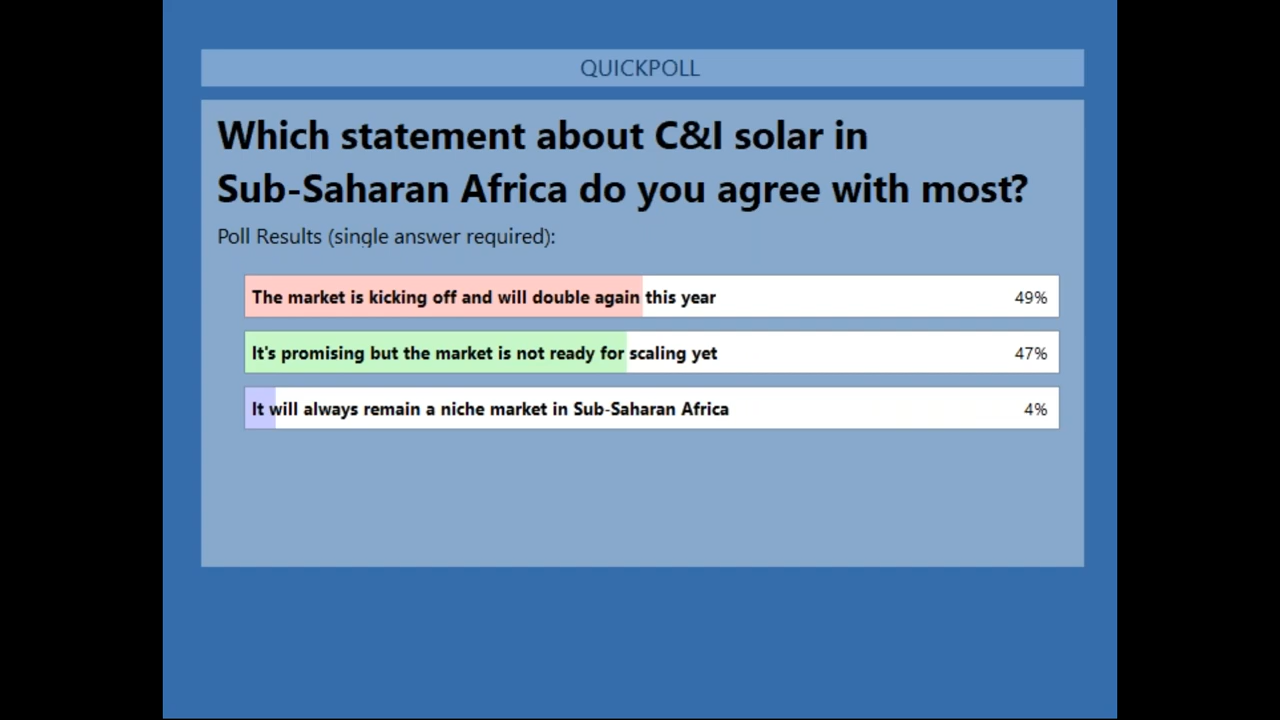 QUICKPOLL
Which statement about C&I solar in
Sub-Saharan Africa do you agree with most?
Poll Results (single answer required):
The market is kicking off and will double again this year 49%
It's promising but the market is not ready for scaling yet 47%
It will always remain a niche market in Sub-Saharan Africa 4%